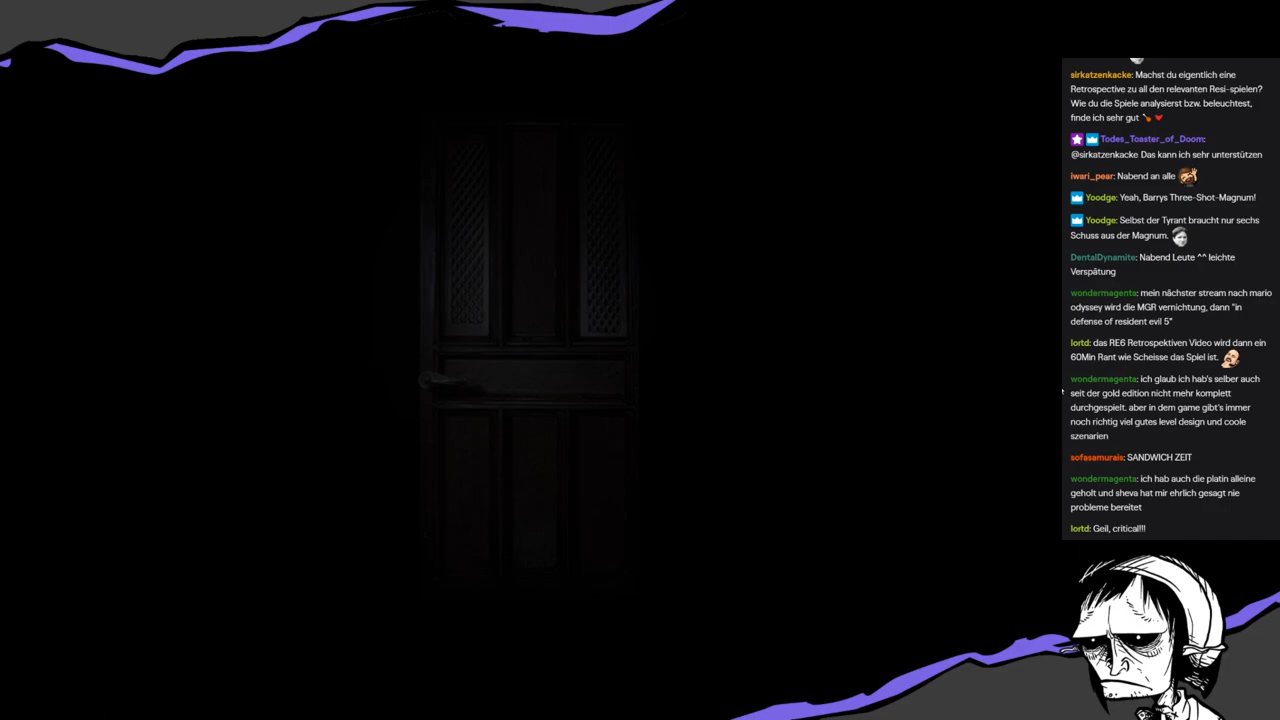 sirkatzenkacke: Machst du eigentlich eine
Retrospective zu all den relevanten Resi-spielen?
Wie du die Spiele analysierst bzw. beleuchtest,
finde ich sehr gut
Todes_Toaster_of_Doom:
@sirkatzenkacke Das kann ich sehr unterstützen
iwari_pear: Nabend an alle
Yoodge: Yeah, Barrys Three-Shot-Magnum!
Yoodge: Selbst der Tyrant braucht nur sechs
Schuss aus der Magnum.
DentalDynamite: Nabend Leute ^^ leichte
Verspätung
wondermagenta: mein nächster stream nach mario
odyssey wird die MGR vernichtung, dann "in
defense of resident evil 5"
lortd: das RE6 Retrospektiven Video wird dann ein
60Min Rant wie Scheisse das Spiel ist.
wondermagenta: ich glaub ich hab's selber auch
seit der gold edition nicht mehr komplett
durchgespielt. aber in dem game gibt's immer
noch richtig viel gutes level design und coole
szenarien
sofasamurais: SANDWICH ZEIT
wondermagenta: ich hab auch die platin alleine
geholt und sheva hat mir ehrlich gesagt nie
probleme bereitet
lortd: Geil, critical!!!